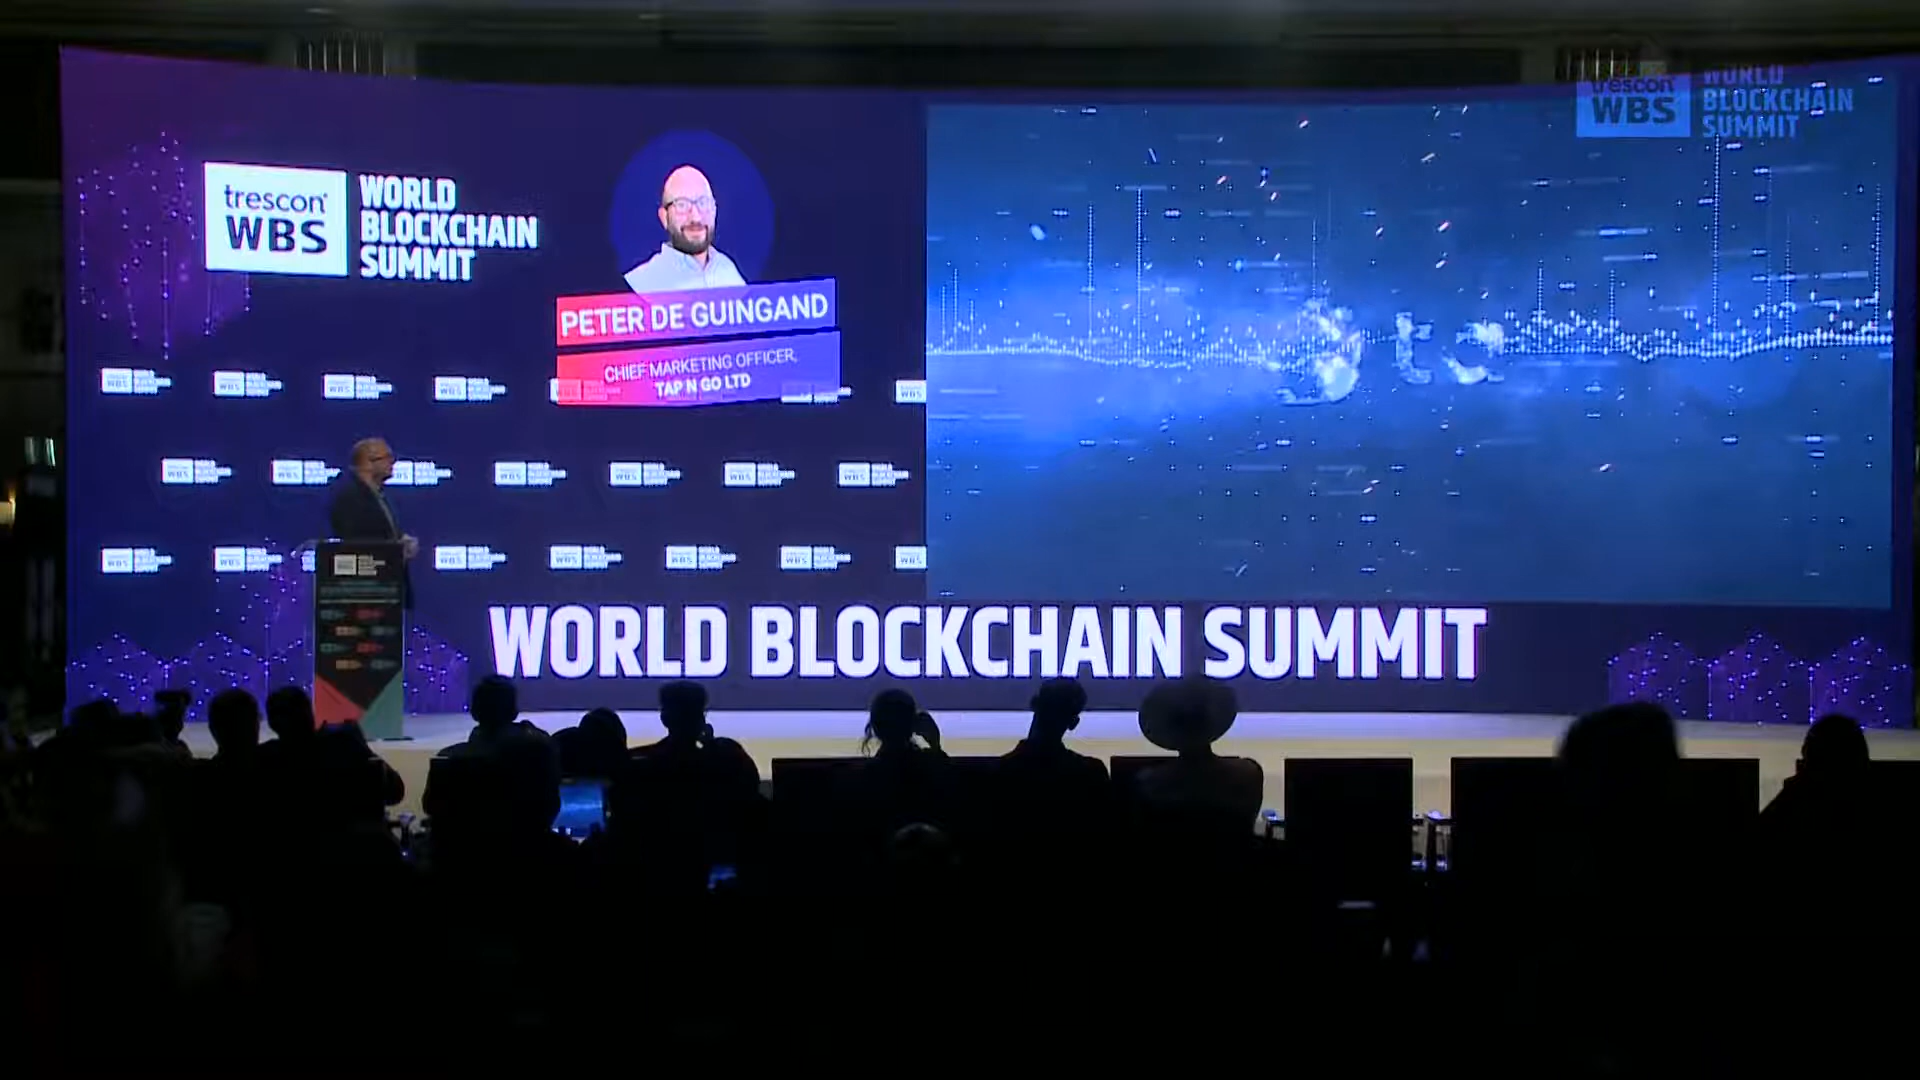 trescon
WBS
WORLD
BLOCKCHAIN
SUMMIT
PETER DE GUINGAND
CHIEF MARKETING OFFICER,
TAP N GO LTD
trescon
WBS
WORLD
BLOCKCHAIN
SUMMIT
WORLD BLOCKCHAIN SUMMIT